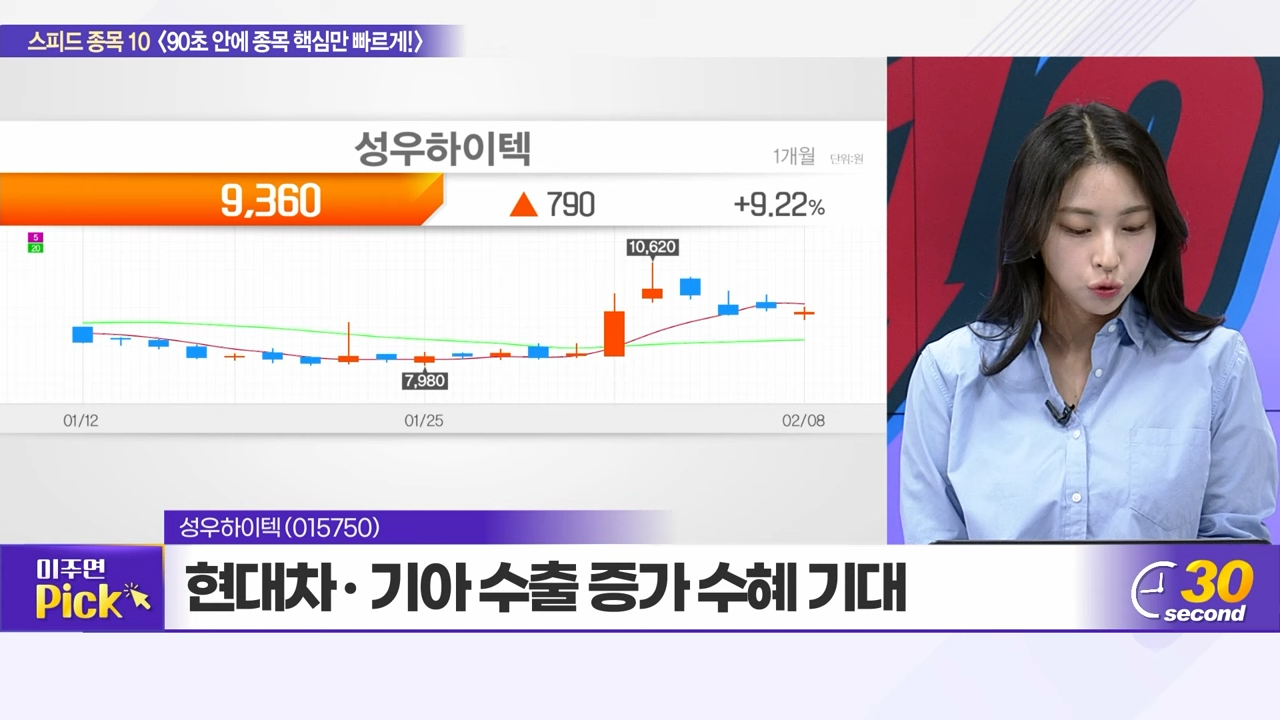 스피드 종목 10 〈90초 안에 종목 핵심만 빠르게!〉
성우하이텍
1개월 단위:원
9,360 ▲ 790 +9.22%
5
20
10,620
7,980
01/12 01/25 02/08
성우하이텍(015750)
미주면
Pick
현대차· 기아 수출 증가 수혜 기대
30
second